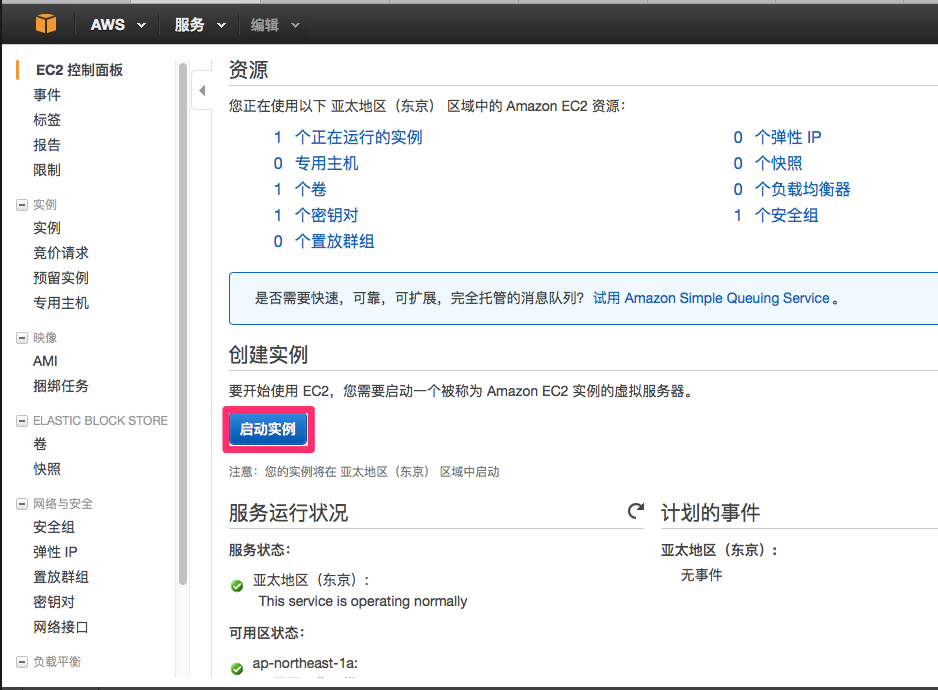 AWS 服务 编辑
EC2 控制面板
事件
标签
报告
限制
实例
实例
竞价请求
预留实例
专用主机
映像
AMI
捆绑任务
ELASTIC BLOCK STORE
卷
快照
网络与安全
安全组
弹性 IP
置放群组
密钥对
网络接口
负载平衡
资源
您正在使用以下 亚太地区（东京） 区域中的 Amazon EC2 资源：
1 个正在运行的实例
0 专用主机
1 个卷
1 个密钥对
0 个置放群组
0 个弹性 IP
0 个快照
0 个负载均衡器
1 个安全组
是否需要快速，可靠，可扩展，完全托管的消息队列？ 试用 Amazon Simple Queuing Service 。
创建实例
要开始使用 EC2，您需要启动一个被称为 Amazon EC2 实例的虚拟服务器。
启动实例
注意：您的实例将在 亚太地区（东京） 区域中启动
服务运行状况
服务状态：
亚太地区（东京）：
This service is operating normally
可用区状态：
ap-northeast-1a:
计划的事件
亚太地区（东京）：
无事件